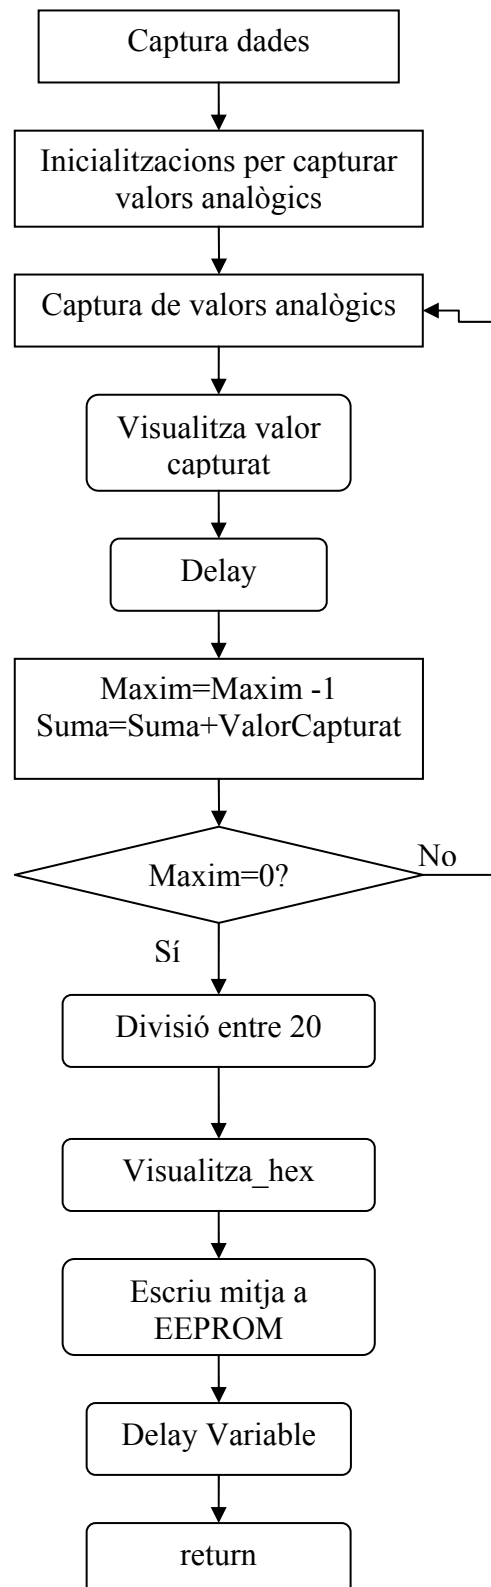 Captura dades
Inicialitzacions per capturar
valors analògics
Captura de valors analògics
Visualitza valor
capturat
Delay
Maxim=Maxim -1
Suma=Suma+ValorCapturat
Maxim=0?
No
Sí
Divisió entre 20
Visualitza_hex
Escriu mitja a
EEPROM
Delay Variable
return